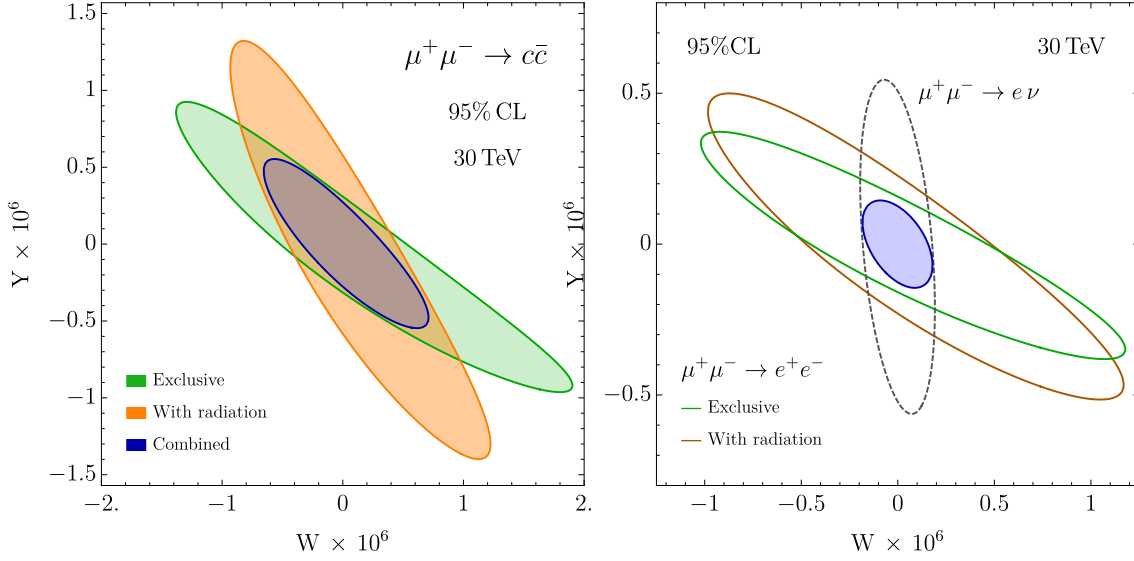 μ⁺μ⁻ → cc̄
95% CL
30 TeV
Y × 10⁶
1.5
1
0.5
0
−0.5
−1
−1.5
Exclusive
With radiation
Combined
−2.
−1
0
1
2.
W × 10⁶
95%CL
30 TeV
μ⁺μ⁻ → e ν
Y × 10⁶
0.5
0
−0.5
μ⁺μ⁻ → e⁺e⁻
Exclusive
With radiation
−1
−0.5
0
0.5
1
W × 10⁶